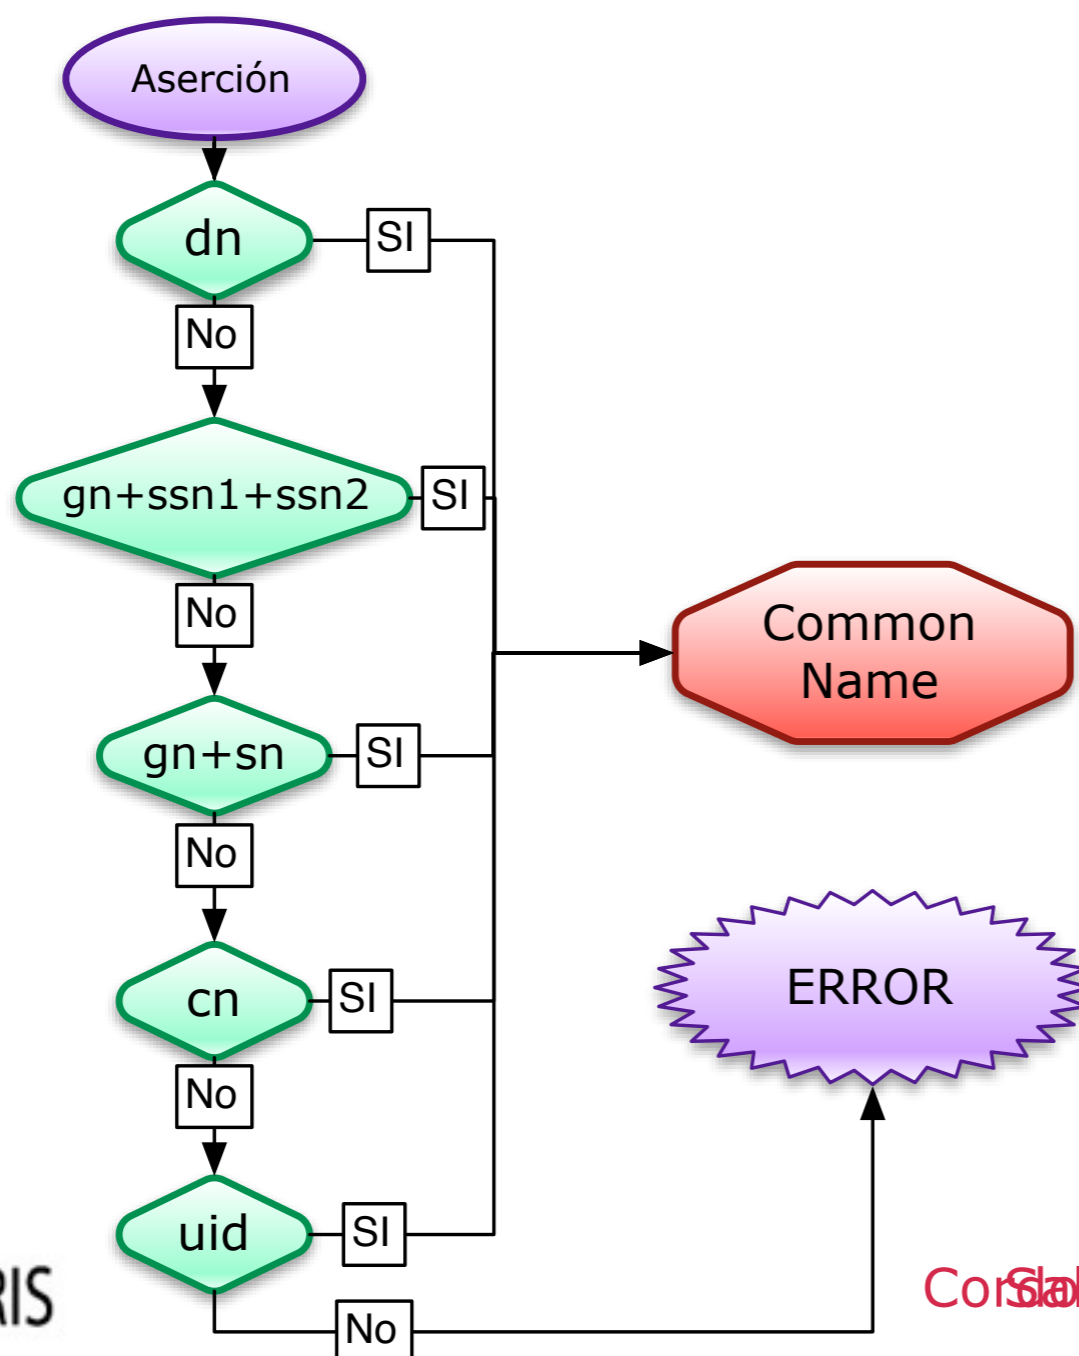 Aserción
dn
SI
No
gn+ssn1+ssn2
SI
No
Common
Name
gn+sn
SI
No
ERROR
cn
SI
No
uid
SI
No
RIS